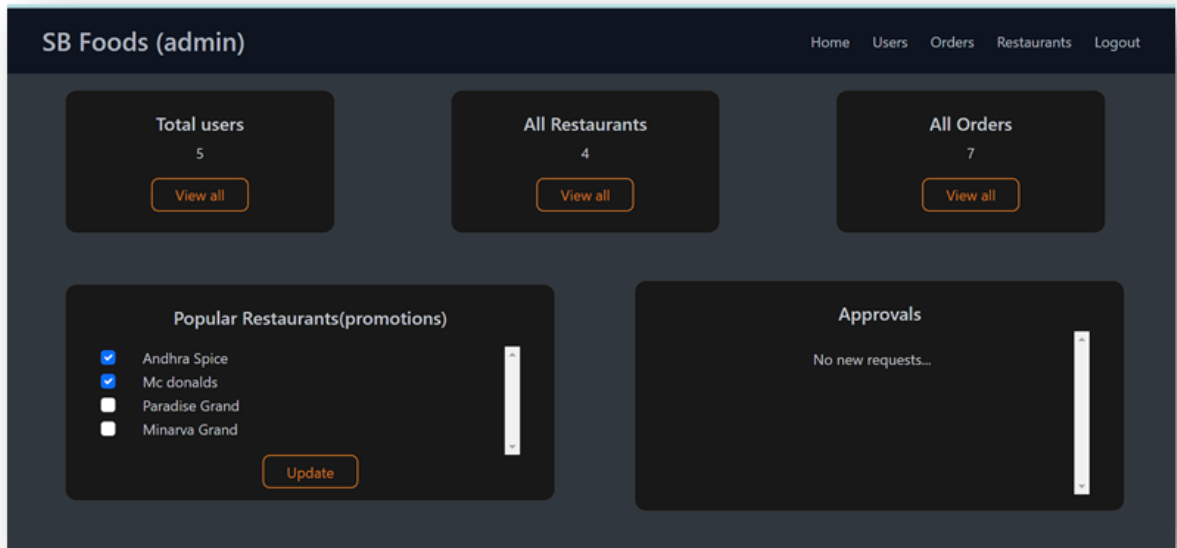 SB Foods (admin)
Home Users Orders Restaurants Logout
Total users
5
View all
All Restaurants
4
View all
All Orders
7
View all
Popular Restaurants(promotions)
Andhra Spice
Mc donalds
Paradise Grand
Minarva Grand
Update
Approvals
No new requests...